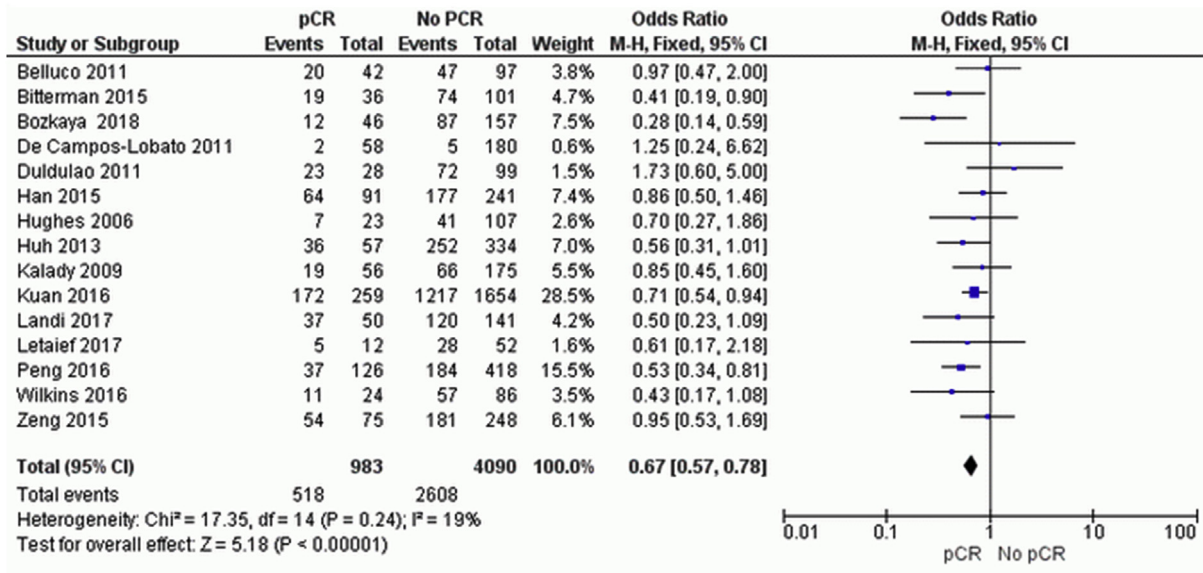 pCR No PCR Odds Ratio Odds Ratio
Study or Subgroup Events Total Events Total Weight M-H, Fixed, 95% CI M-H, Fixed, 95% CI
Belluco 2011 20 42 47 97 3.8% 0.97 [0.47, 2.00]
Bitterman 2015 19 36 74 101 4.7% 0.41 [0.19, 0.90]
Bozkaya 2018 12 46 87 157 7.5% 0.28 [0.14, 0.59]
De Campos-Lobato 2011 2 58 5 180 0.6% 1.25 [0.24, 6.62]
Duldulao 2011 23 28 72 99 1.5% 1.73 [0.60, 5.00]
Han 2015 64 91 177 241 7.4% 0.86 [0.50, 1.46]
Hughes 2006 7 23 41 107 2.6% 0.70 [0.27, 1.86]
Huh 2013 36 57 252 334 7.0% 0.56 [0.31, 1.01]
Kalady 2009 19 56 66 175 5.5% 0.85 [0.45, 1.60]
Kuan 2016 172 259 1217 1654 28.5% 0.71 [0.54, 0.94]
Landi 2017 37 50 120 141 4.2% 0.50 [0.23, 1.09]
Letaief 2017 5 12 28 52 1.6% 0.61 [0.17, 2.18]
Peng 2016 37 126 184 418 15.5% 0.53 [0.34, 0.81]
Wilkins 2016 11 24 57 86 3.5% 0.43 [0.17, 1.08]
Zeng 2015 54 75 181 248 6.1% 0.95 [0.53, 1.69]
Total (95% CI) 983 4090 100.0% 0.67 [0.57, 0.78]
Total events 518 2608
Heterogeneity: Chi² = 17.35, df = 14 (P = 0.24); I² = 19%
Test for overall effect: Z = 5.18 (P < 0.00001)
0.01 0.1 1 10 100
pCR No pCR